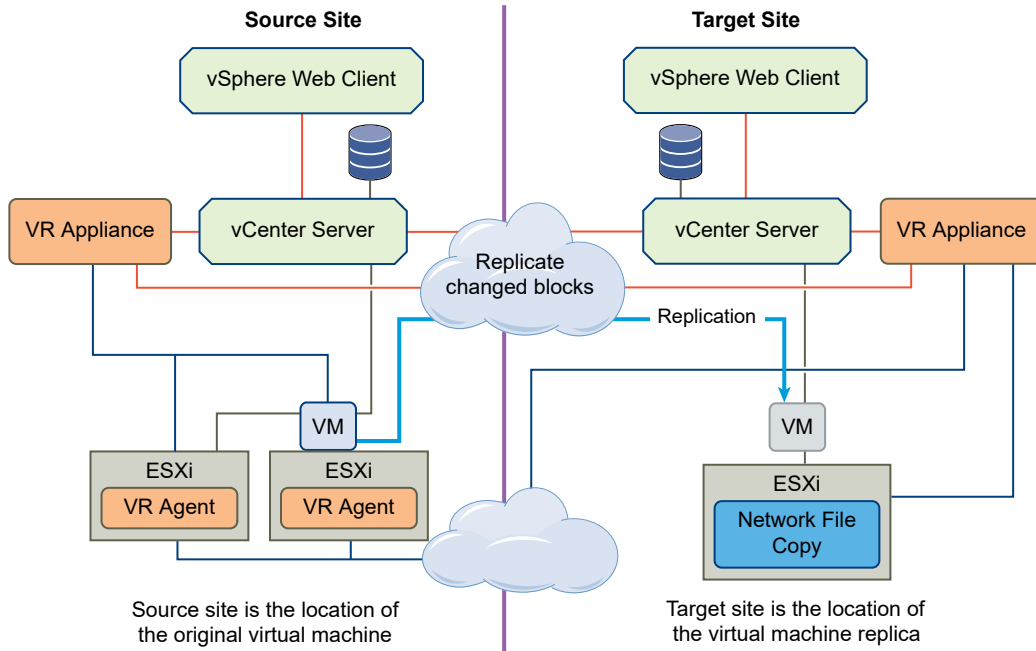 Source Site
Target Site
vSphere Web Client
vSphere Web Client
VR Appliance
vCenter Server
vCenter Server
VR Appliance
Replicate
changed blocks
Replication
VM
VM
ESXi
ESXi
ESXi
VR Agent
VR Agent
Network File
Copy
Source site is the location of
the original virtual machine
Target site is the location of
the virtual machine replica